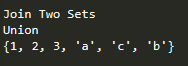 Join Two Sets
Union
{1, 2, 3, 'a', 'c', 'b'}